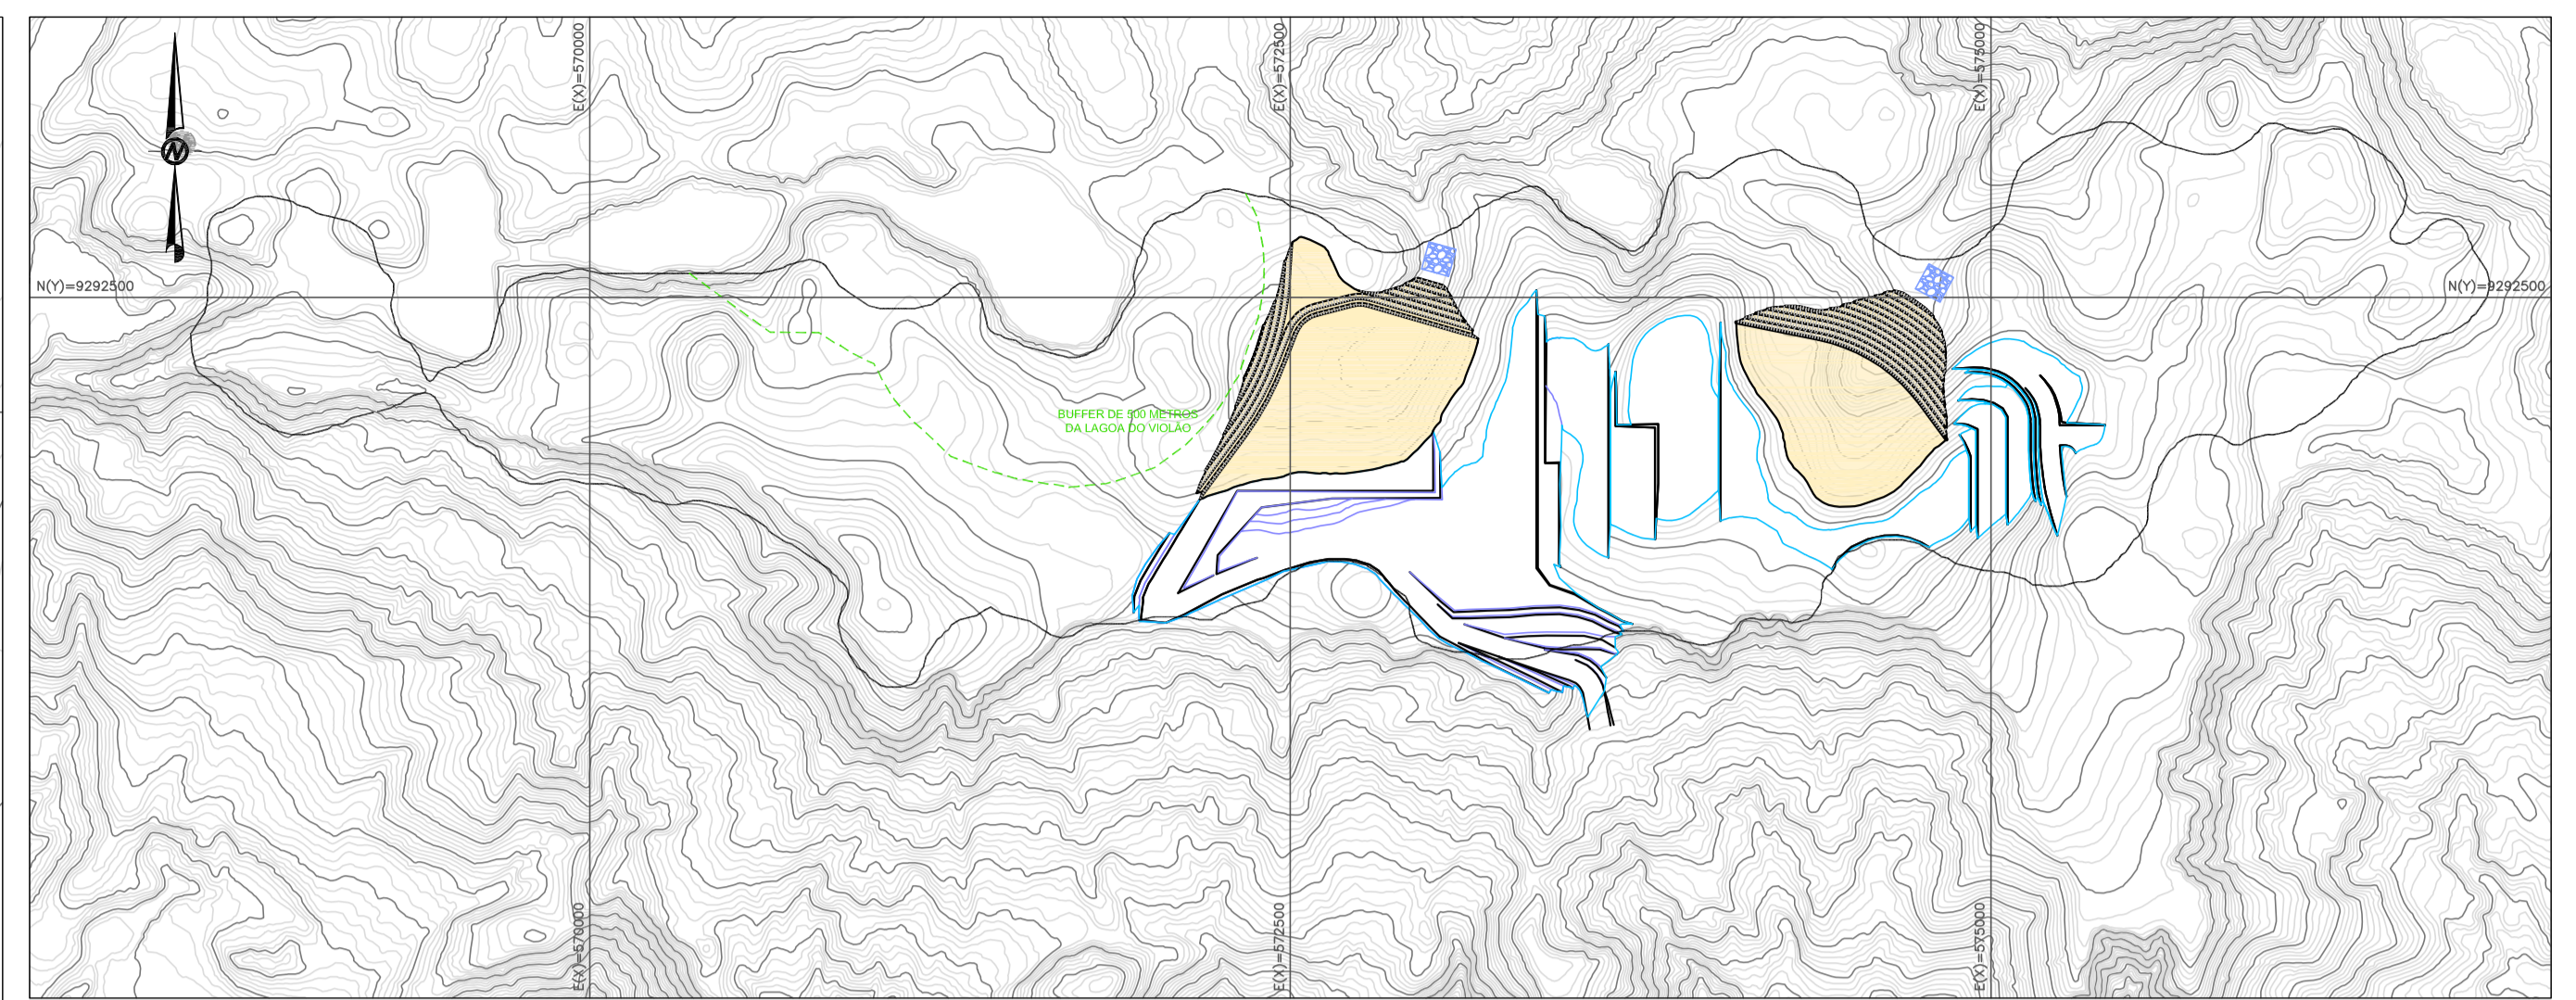 E(X)=570000
E(X)=572500
E(X)=575000
N
N(Y)=9292500
N(Y)=9292500
BUFFER DE 500 METROS
DA LAGOA DO VIOLÃO
E(X)=570000
E(X)=572500
E(X)=575000